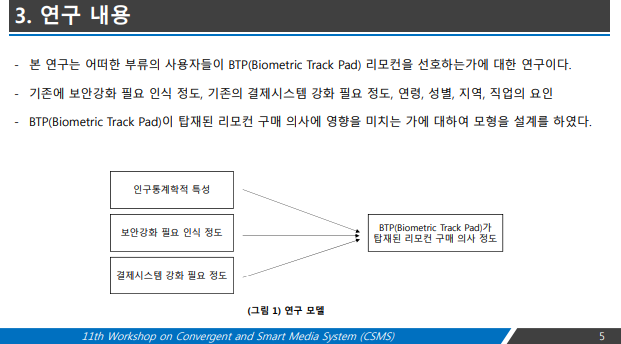 3. 연구 내용
- 본 연구는 어떠한 부류의 사용자들이 BTP(Biometric Track Pad) 리모컨을 선호하는가에 대한 연구이다.
- 기존에 보안강화 필요 인식 정도, 기존의 결제시스템 강화 필요 정도, 연령, 성별, 지역, 직업의 요인
- BTP(Biometric Track Pad)이 탑재된 리모컨 구매 의사에 영향을 미치는 가에 대하여 모형을 설계를 하였다.
인구통계학적 특성
보안강화 필요 인식 정도
결제시스템 강화 필요 정도
BTP(Biometric Track Pad)가
탑재된 리모컨 구매 의사 정도
(그림 1) 연구 모델
11th Workshop on Convergent and Smart Media System (CSMS)
5